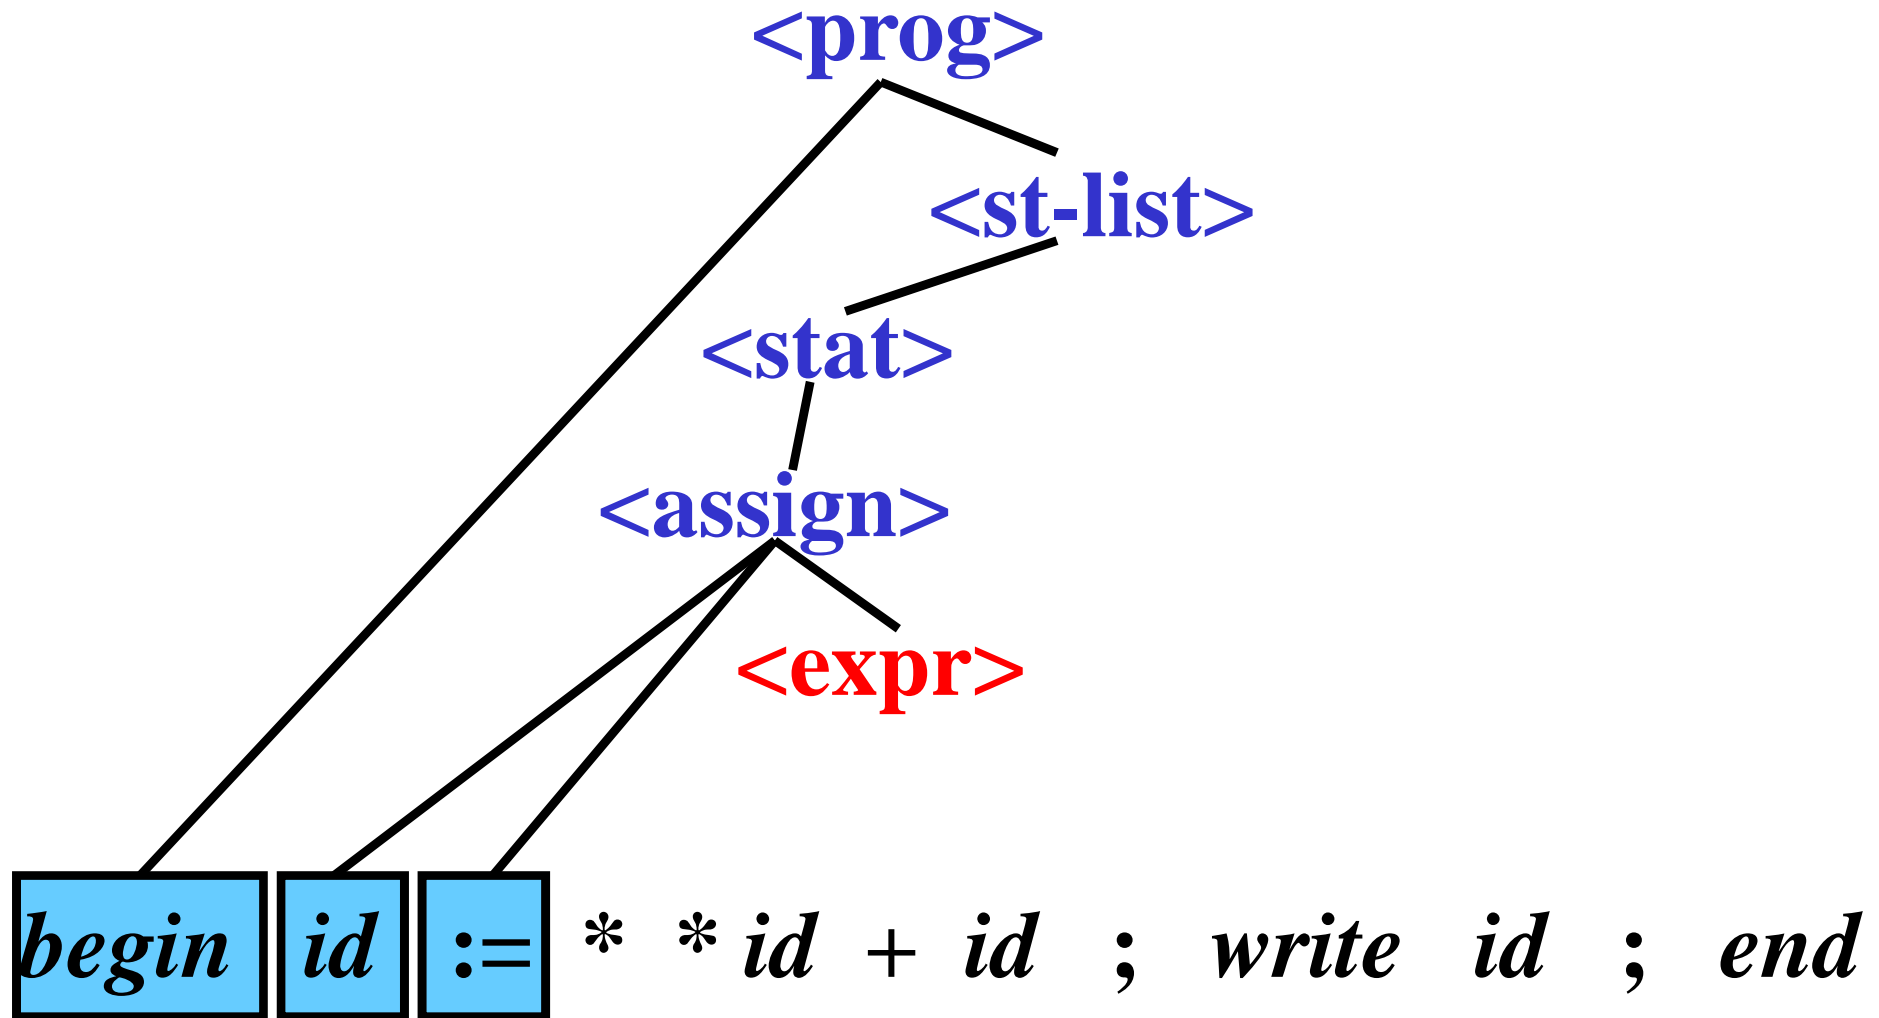 <prog>
<st-list>
<stat>
<assign>
<expr>
begin id := * * id + id ; write id ; end